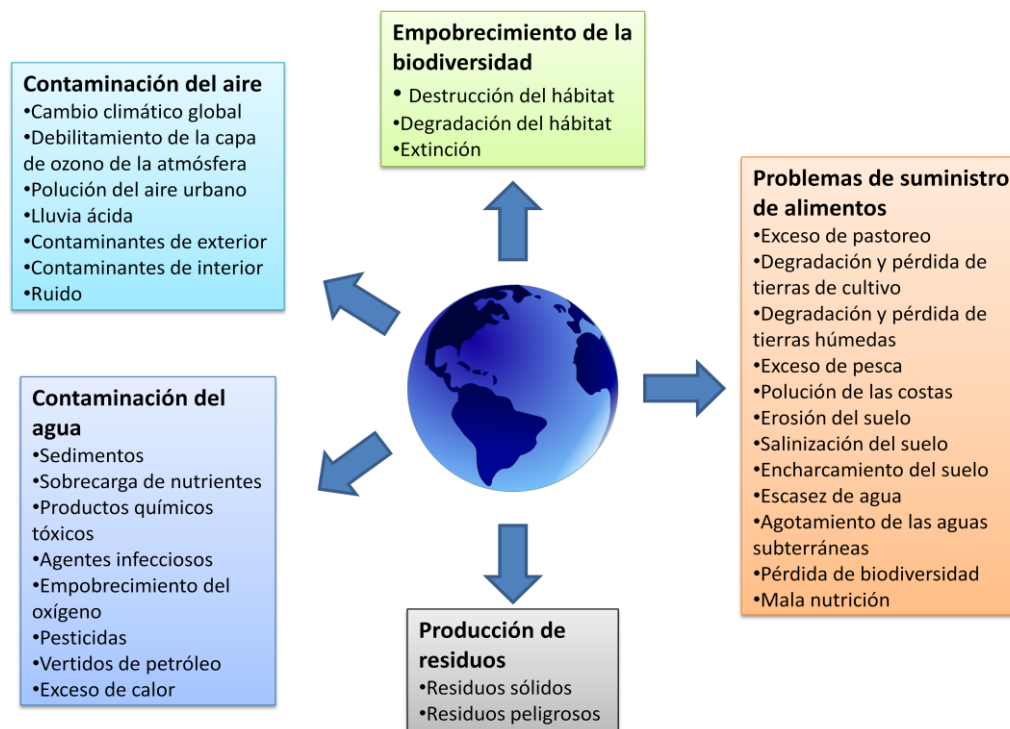 Empobrecimiento de la
biodiversidad
• Destrucción del hábitat
•Degradación del hábitat
•Extinción
Contaminación del aire
•Cambio climático global
•Debilitamiento de la capa
de ozono de la atmósfera
•Polución del aire urbano
•Lluvia ácida
•Contaminantes de exterior
•Contaminantes de interior
•Ruido
Problemas de suministro
de alimentos
•Exceso de pastoreo
•Degradación y pérdida de
tierras de cultivo
•Degradación y pérdida de
tierras húmedas
•Exceso de pesca
•Polución de las costas
•Erosión del suelo
•Salinización del suelo
•Encharcamiento del suelo
•Escasez de agua
•Agotamiento de las aguas
subterráneas
•Pérdida de biodiversidad
•Mala nutrición
Contaminación del
agua
•Sedimentos
•Sobrecarga de nutrientes
•Productos químicos
tóxicos
•Agentes infecciosos
•Empobrecimiento del
oxígeno
•Pesticidas
•Vertidos de petróleo
•Exceso de calor
Producción de
residuos
•Residuos sólidos
•Residuos peligrosos